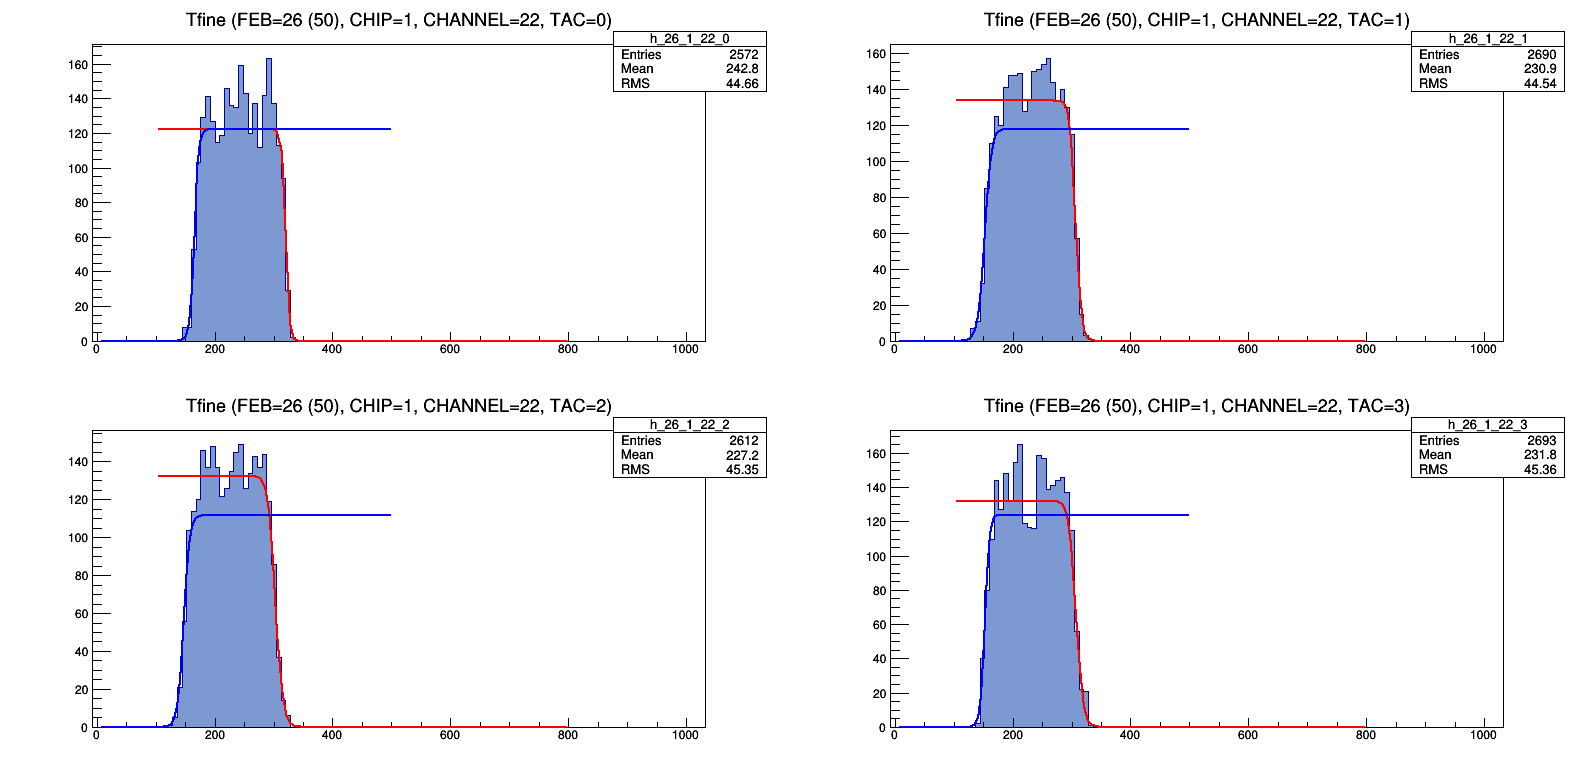 Tfine (FEB=26 (50), CHIP=1, CHANNEL=22, TAC=0)
h_26_1_22_0
Entries 2572
Mean 242.8
RMS 44.66
160
140
120
100
80
60
40
20
0
0 200 400 600 800 1000
Tfine (FEB=26 (50), CHIP=1, CHANNEL=22, TAC=1)
h_26_1_22_1
Entries 2690
Mean 230.9
RMS 44.54
160
140
120
100
80
60
40
20
0
0 200 400 600 800 1000
Tfine (FEB=26 (50), CHIP=1, CHANNEL=22, TAC=2)
h_26_1_22_2
Entries 2612
Mean 227.2
RMS 45.35
140
120
100
80
60
40
20
0
0 200 400 600 800 1000
Tfine (FEB=26 (50), CHIP=1, CHANNEL=22, TAC=3)
h_26_1_22_3
Entries 2693
Mean 231.8
RMS 45.36
160
140
120
100
80
60
40
20
0
0 200 400 600 800 1000